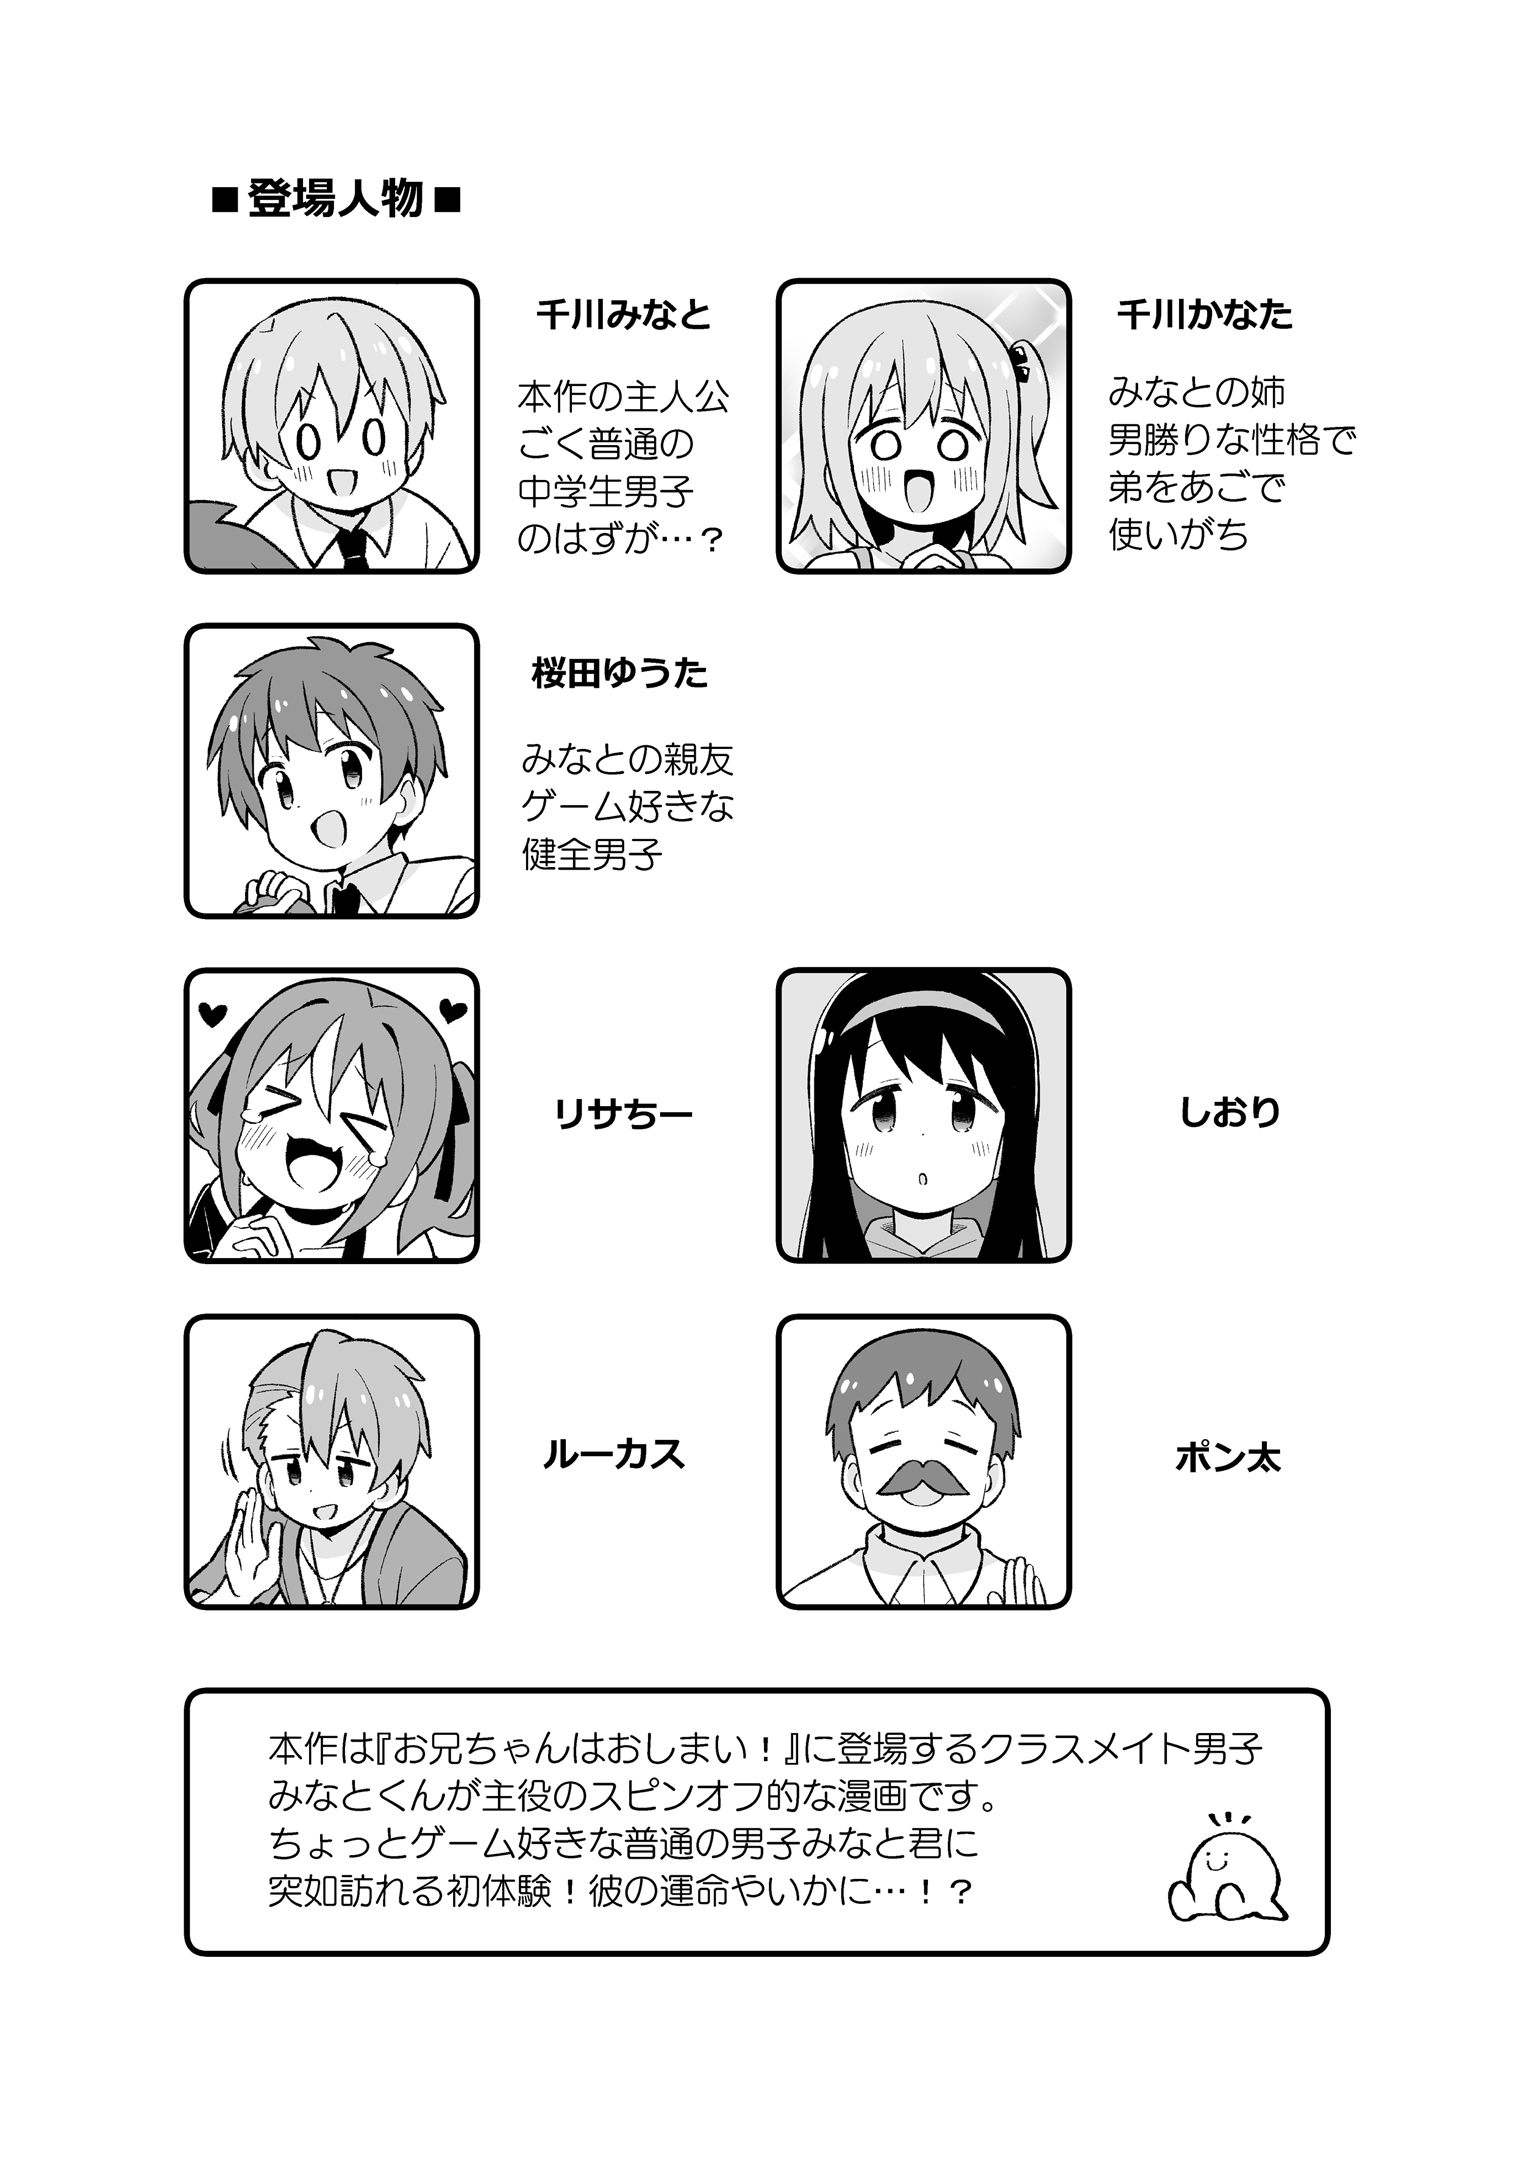 ■登場人物■
千川みなと
本作の主人公
ごく普通の
中学生男子
のはずが…？
千川かなた
みなとの姉
男勝りな性格で
弟をあごで
使いがち
桜田ゆうた
みなとの親友
ゲーム好きな
健全男子
リサちー
しおり
ルーカス
ポン太
本作は『お兄ちゃんはおしまい！』に登場するクラスメイト男子
みなとくんが主役のスピンオフ的な漫画です。
ちょっとゲーム好きな普通の男子みなと君に
突如訪れる初体験！彼の運命やいかに…！？